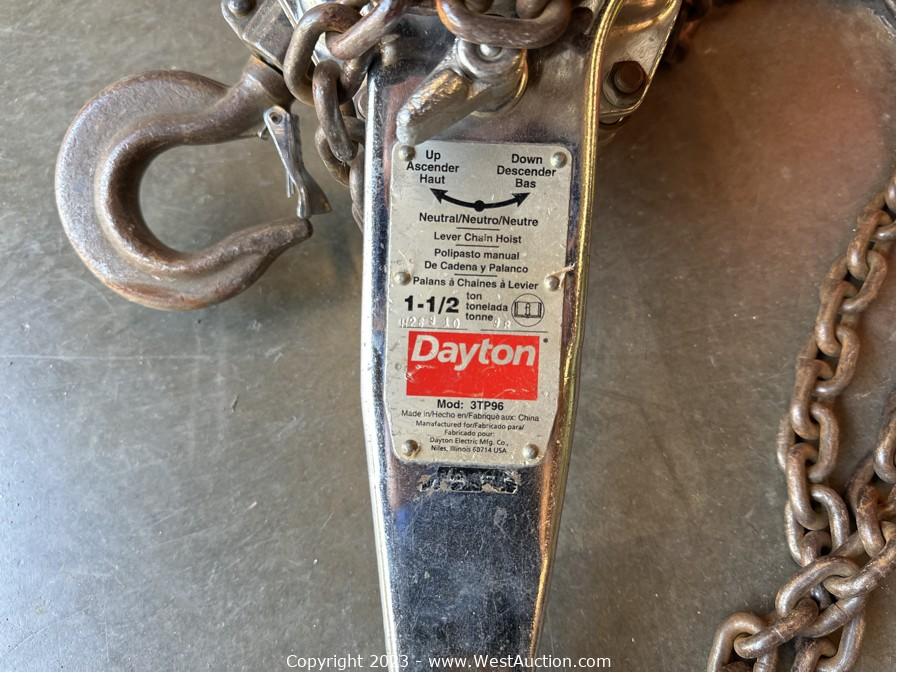 Up
Ascender
Haut
Down
Descender
Bas
Neutral/Neutro/Neutre
Lever Chain Hoist
Polipasto manual
De Cadena y Palanco
Palans à Chaînes à Levier
1-1/2 ton
tonelada
tonne
Dayton
Mod: 3TP96
Made in/Hecho en/Fabriqué aux: China
Manufactured for/Fabricado para/
Fabricado pour:
Dayton Electric Mfg. Co.,
Niles, Illinois 60714 USA
Copyright 2023 - www.WestAuction.com